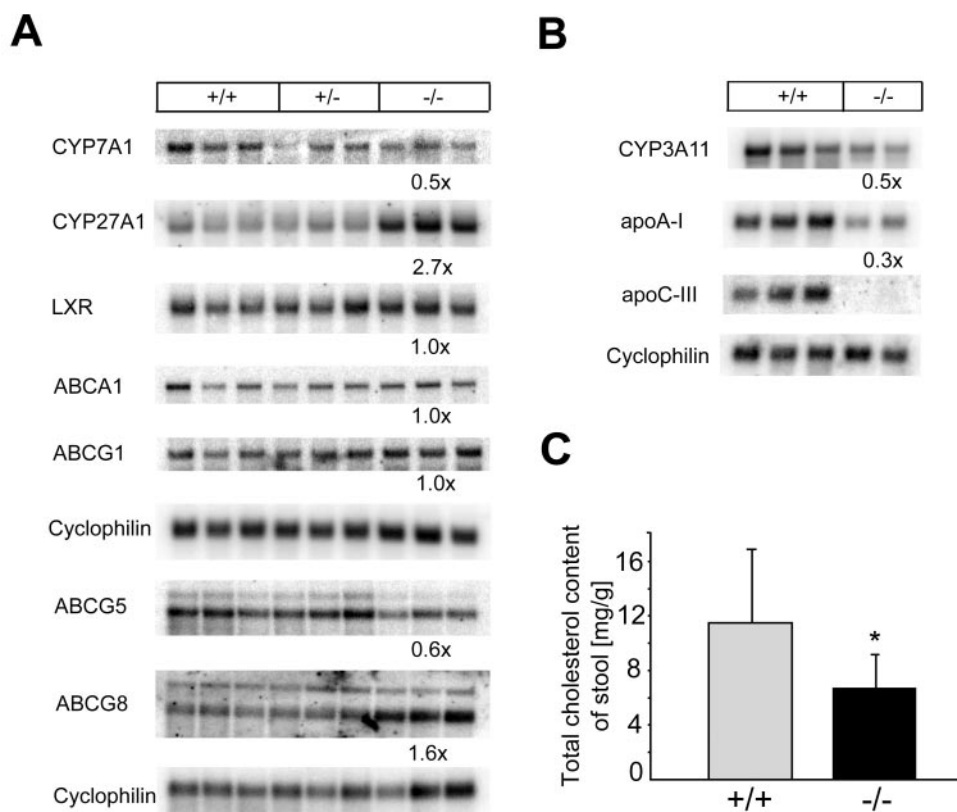 A
+/+ +/- -/-
CYP7A1
0.5x
CYP27A1
2.7x
LXR
1.0x
ABCA1
1.0x
ABCG1
1.0x
Cyclophilin
ABCG5
0.6x
ABCG8
1.6x
Cyclophilin
B
+/+ -/-
CYP3A11
0.5x
apoA-I
0.3x
apoC-III
Cyclophilin
C
Total cholesterol content
of stool [mg/g]
16
12
8
4
0
*
+/+ -/-